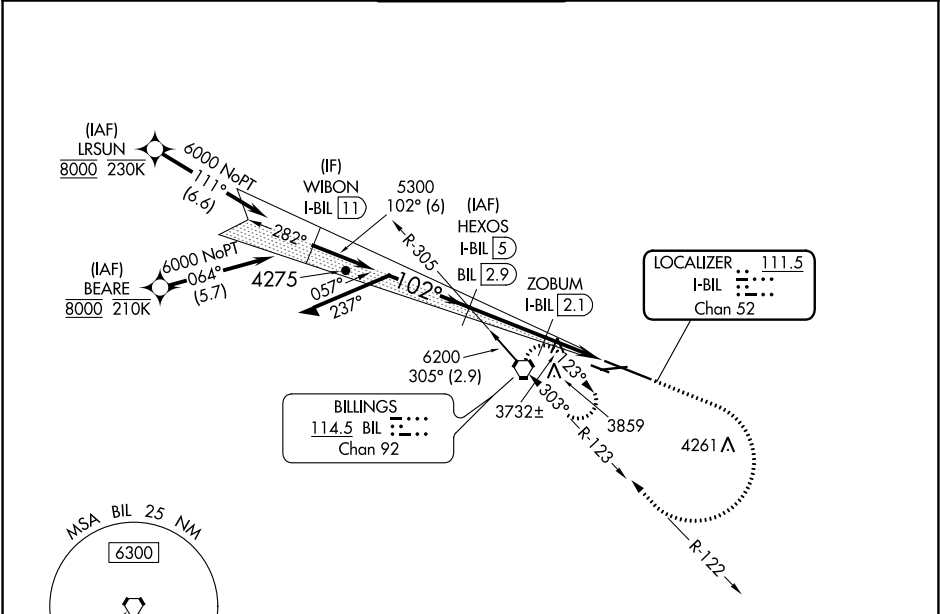 (IAF)
LRSUN
8000 230K
6000 NoPT
111°
(6.6)
(IF)
WIBON
I-BIL 11
5300
102° (6)
(IAF)
HEXOS
I-BIL 5
BIL 2.9
R-305
282°
6000 NoPT
064°
(5.7)
(IAF)
BEARE
8000 210K
4275
057°
237°
102°
ZOBUM
I-BIL 2.1
LOCALIZER 111.5
I-BIL
Chan 52
6200
305° (2.9)
123°
303°
3732±
3859
R-123
4261
R-122
BILLINGS
114.5 BIL
Chan 92
MSA BIL 25 NM
6300